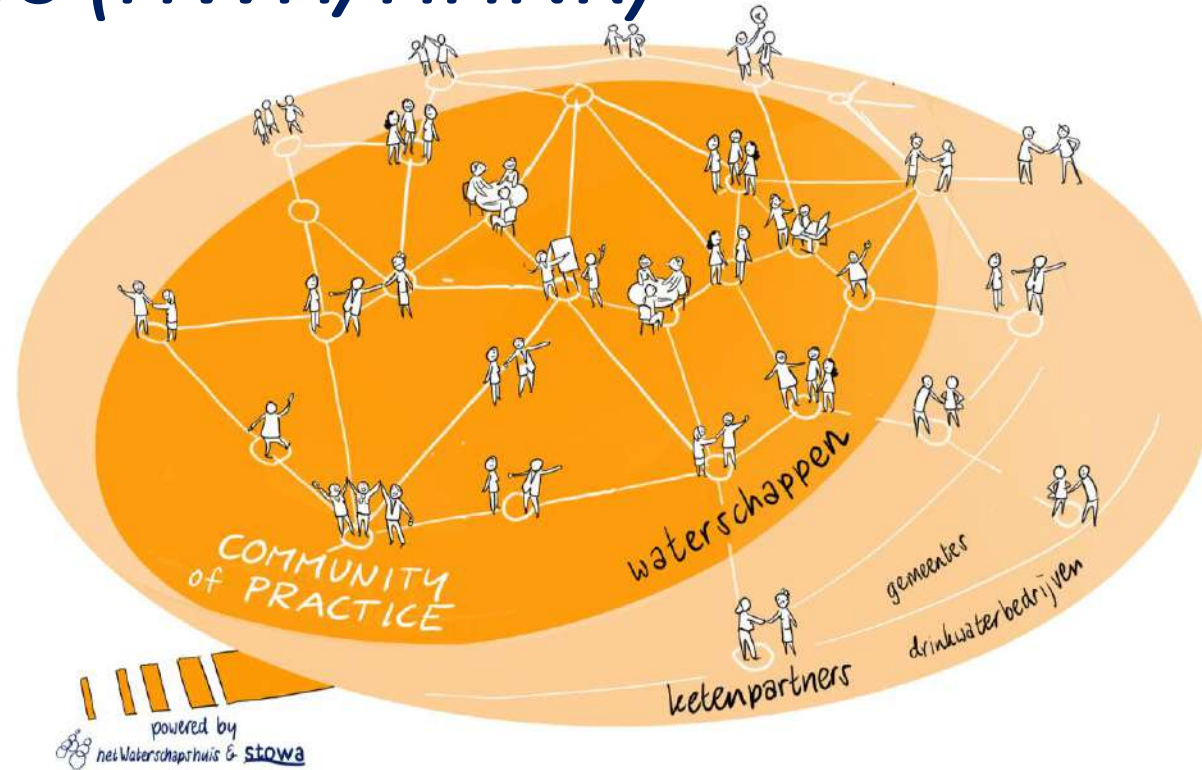 COMMUNITY
of PRACTICE
waterschappen
gemeentes
drinkwaterbedrijven
ketenpartners
powered by
hetWaterschapshuis & stowa